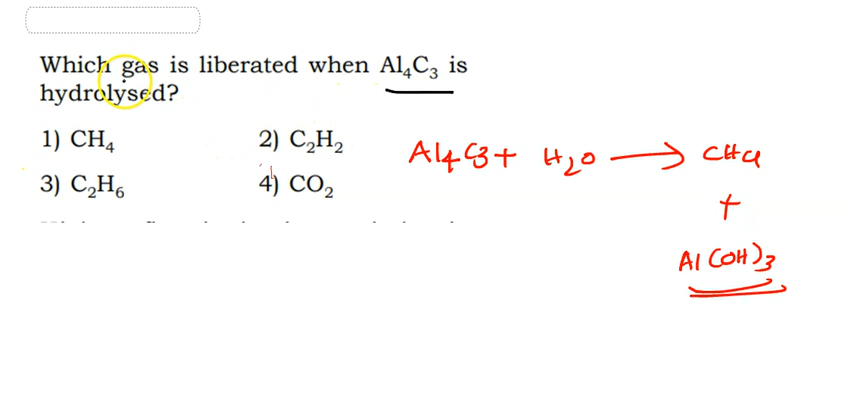 Which gas is liberated when Al₄C₃ is
hydrolysed?
1) CH₄ 2) C₂H₂
3) C₂H₆ 4) CO₂
Al4C3 + H₂O → CH4
+
Al(OH)₃